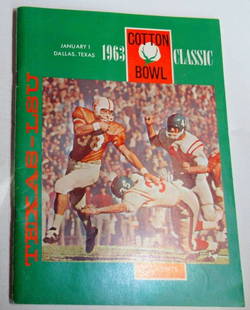 JANUARY 1
DALLAS, TEXAS
1963
COTTON
BOWL
CLASSIC
TEXAS-LSU